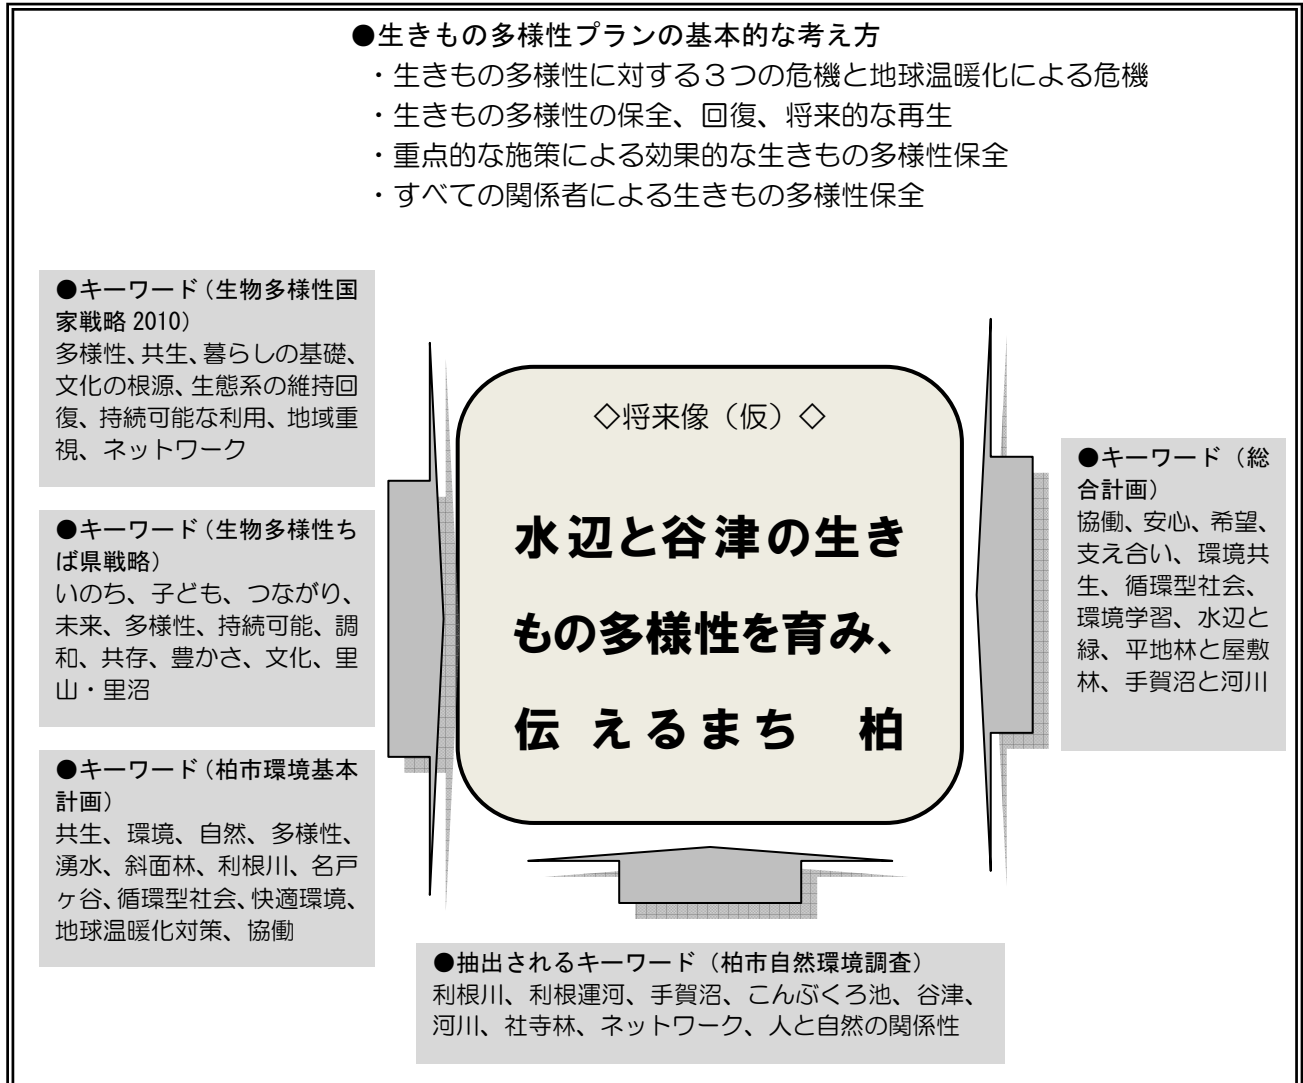 ●生きもの多様性プランの基本的な考え方
・生きもの多様性に対する３つの危機と地球温暖化による危機
・生きもの多様性の保全、回復、将来的な再生
・重点的な施策による効果的な生きもの多様性保全
・すべての関係者による生きもの多様性保全
●キーワード（生物多様性国
家戦略 2010）
多様性、共生、暮らしの基礎、
文化の根源、生態系の維持回
復、持続可能な利用、地域重
視、ネットワーク
●キーワード（生物多様性ち
ば県戦略）
いのち、子ども、つながり、
未来、多様性、持続可能、調
和、共存、豊かさ、文化、里
山・里沼
●キーワード（柏市環境基本
計画）
共生、環境、自然、多様性、
湧水、斜面林、利根川、名戸
ヶ谷、循環型社会、快適環境、
地球温暖化対策、協働
◇将来像（仮）◇
水辺と谷津の生き
もの多様性を育み、
伝 えるまち　柏
●キーワード（総
合計画）
協働、安心、希望、
支え合い、環境共
生、循環型社会、
環境学習、水辺と
緑、平地林と屋敷
林、手賀沼と河川
●抽出されるキーワード（柏市自然環境調査）
利根川、利根運河、手賀沼、こんぶくろ池、谷津、
河川、社寺林、ネットワーク、人と自然の関係性